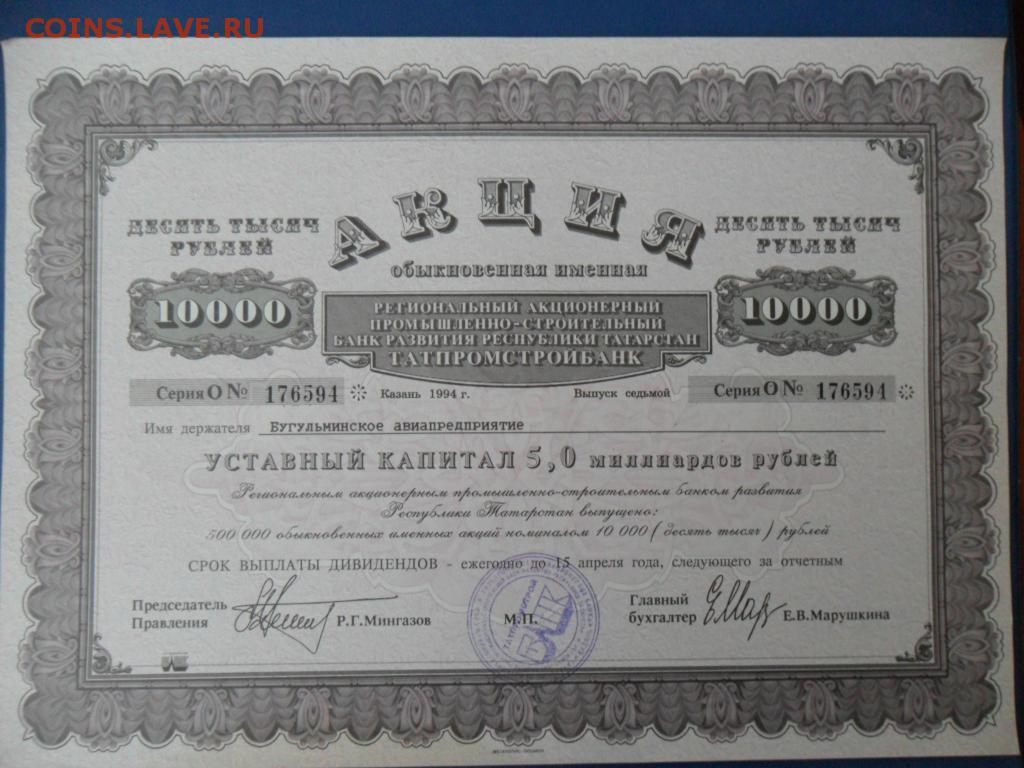 COINS.LAVE.RU
АКЦИЯ
ДЕСЯТЬ ТЫСЯЧ
РУБЛЕЙ
10000
ДЕСЯТЬ ТЫСЯЧ
РУБЛЕЙ
10000
обыкновенная именная
РЕГИОНАЛЬНЫЙ АКЦИОНЕРНЫЙ
ПРОМЫШЛЕННО-СТРОИТЕЛЬНЫЙ
БАНК РАЗВИТИЯ РЕСПУБЛИКИ ТАТАРСТАН
ТАТПРОМСТРОЙБАНК
Серия О № 176594
Казань 1994 г.
Выпуск седьмой
Серия О № 176594
Имя держателя Бугульминское авиапредприятие
УСТАВНЫЙ КАПИТАЛ 5,0 миллиардов рублей
Региональным акционерным промышленно-строительным банком развития
Республики Татарстан выпущено:
500 000 обыкновенных именных акций номиналом 10 000 (десять тысяч) рублей
СРОК ВЫПЛАТЫ ДИВИДЕНДОВ - ежегодно до 15 апреля года, следующего за отчетным
Председатель
Правления
Р.Г.Мингазов
М.П.
БАНК
Главный
бухгалтер
Е.В.Марушкина